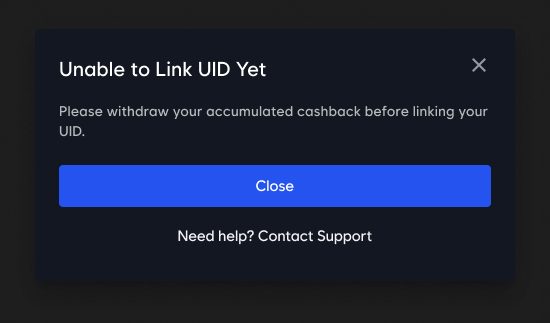 Unable to Link UID Yet
Please withdraw your accumulated cashback before linking your
UID.
Close
Need help? Contact Support